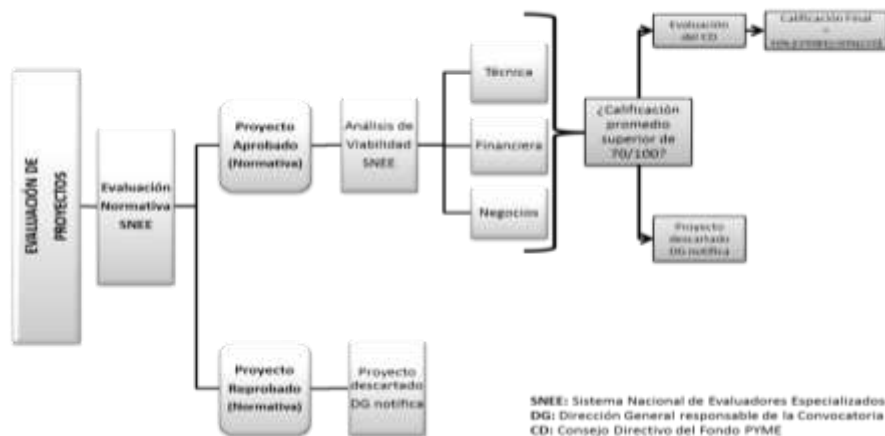 EVALUACIÓN DE
PROYECTOS
Evaluación
Normativa
SNEE
Proyecto
Aprobado
(Normativa)
Análisis de
Viabilidad
SNEE
Técnica
Financiera
Negocios
¿Calificación
promedio
superior de
70/100?
Evaluación
del CD
Calificación Final
=
Proyecto
descartado
DG notifica
Proyecto
Reprobado
(Normativa)
Proyecto
descartado
DG notifica
SNEE: Sistema Nacional de Evaluadores Especializados
DG: Dirección General responsable de la Convocatoria
CD: Consejo Directivo del Fondo PYME